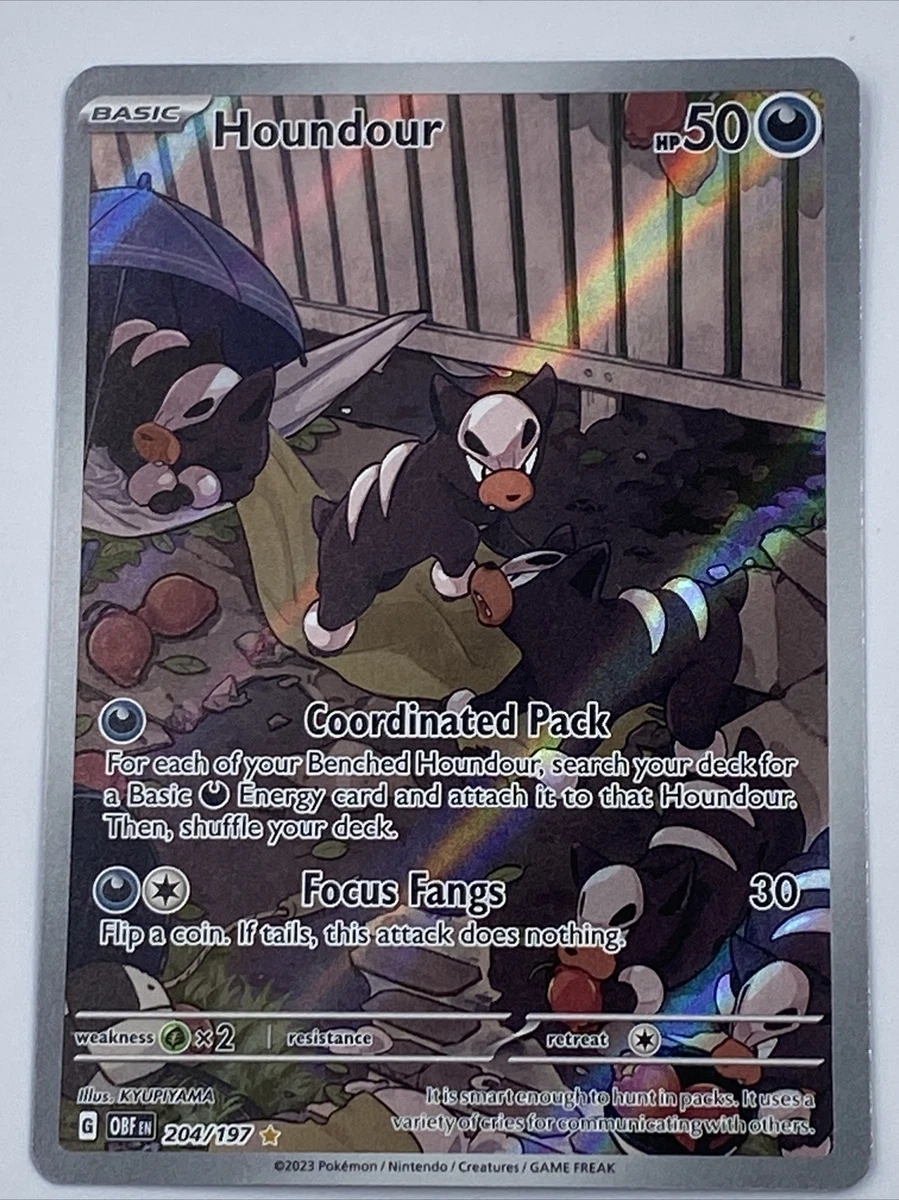 BASIC
Houndour
HP50
Coordinated Pack
For each of your Benched Houndour, search your deck for
a Basic Energy card and attach it to that Houndour.
Then, shuffle your deck.
Focus Fangs 30
Flip a coin. If tails, this attack does nothing.
weakness ×2 resistance retreat
Illus. KYUPIYAMA
It is smart enough to hunt in packs. It uses a
variety of cries for communicating with others.
G OBF EN 204/197
©2023 Pokémon / Nintendo / Creatures / GAME FREAK